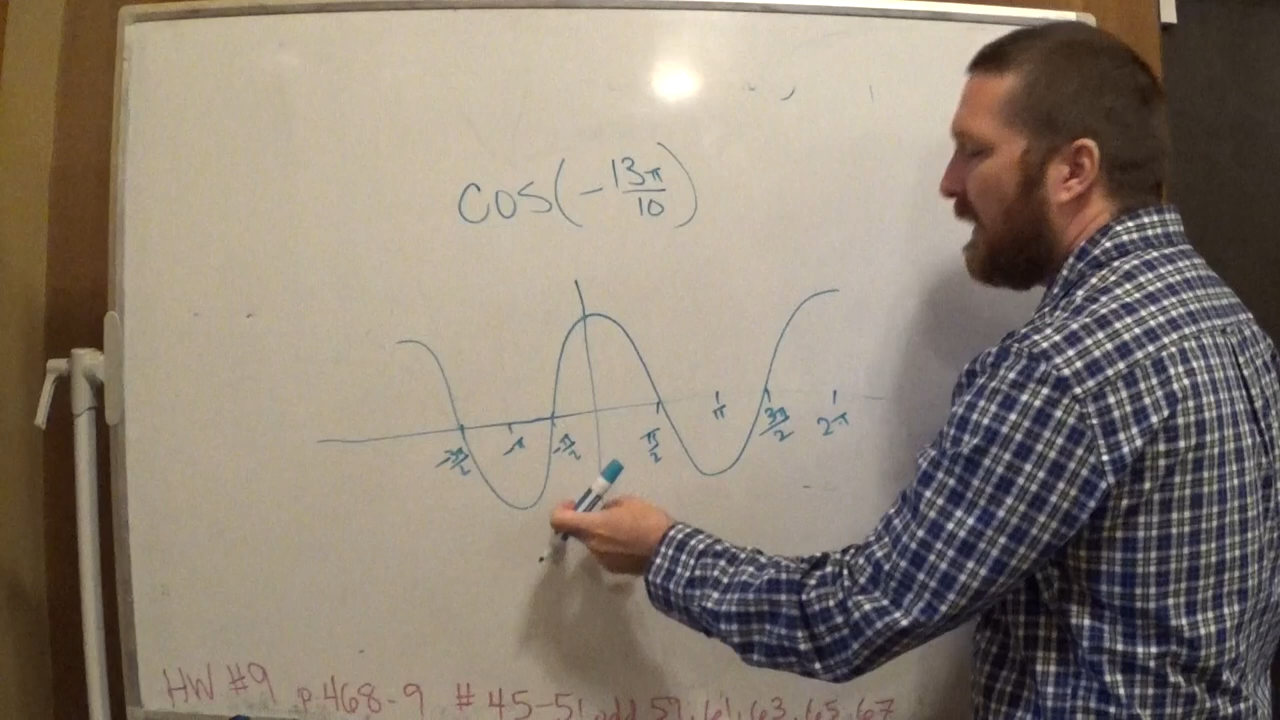 cos(-13π/10)
-3π/2 -π -π/2 π/2 π 3π/2 2π
HW #9 p.468-9 #45-51 odd, 59, 61, 63, 65, 67